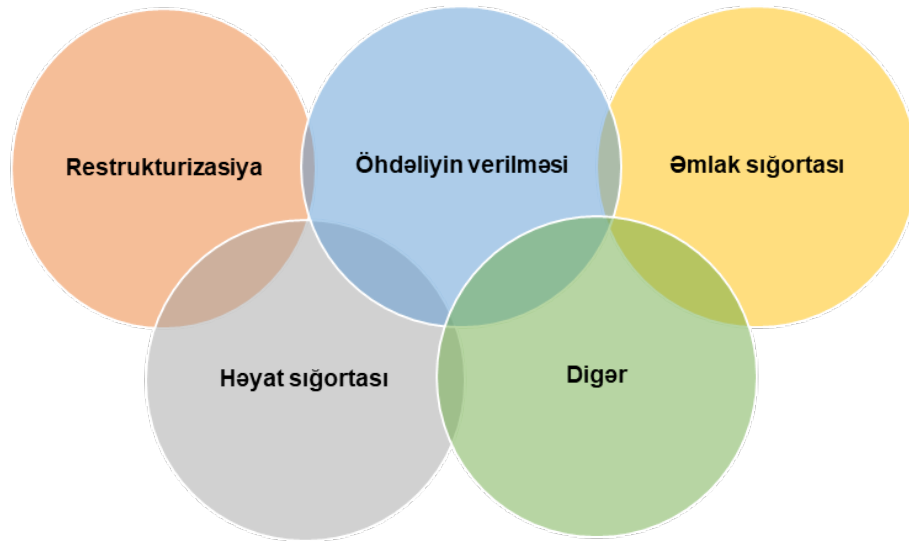 Restrukturizasiya
Öhdəliyin verilməsi
Əmlak sığortası
Həyat sığortası
Digər